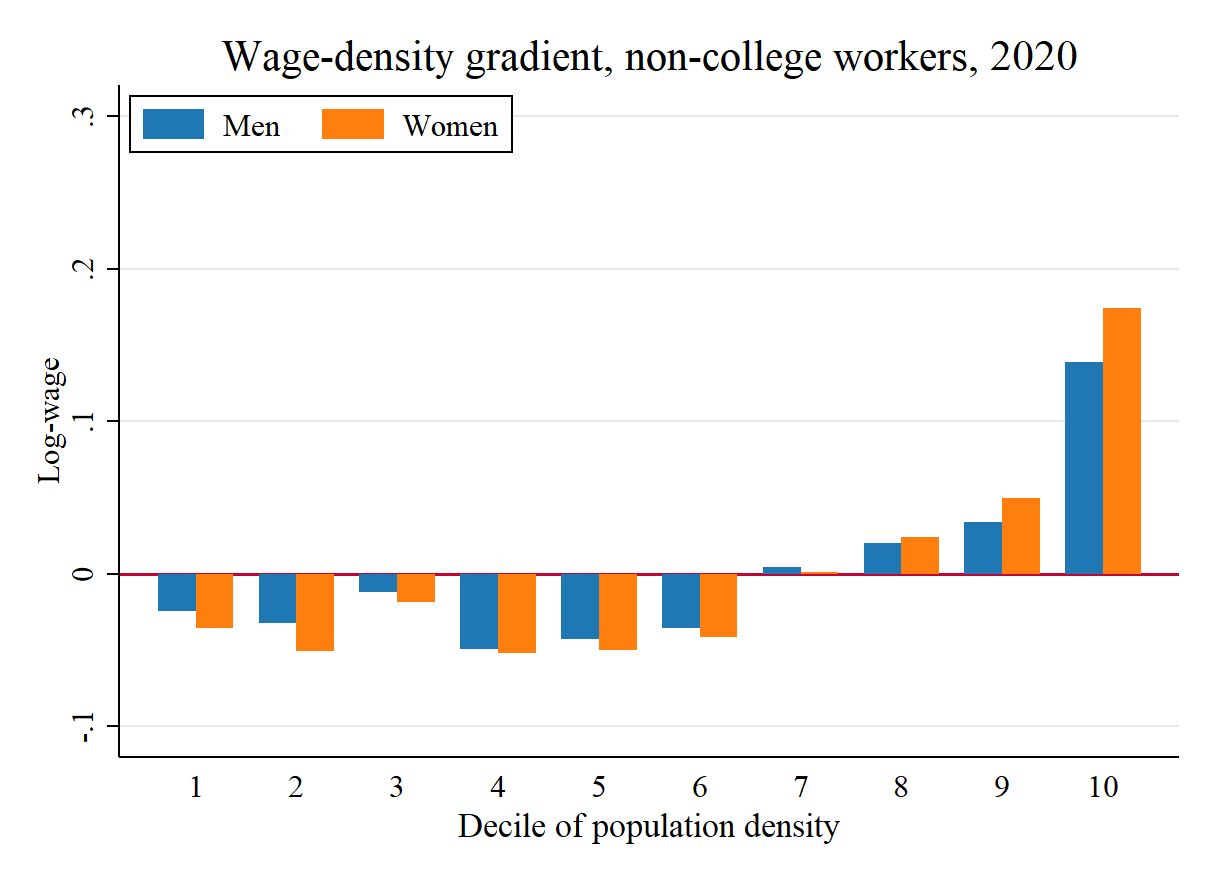 Wage-density gradient, non-college workers, 2020
Men Women
.3
.2
.1
0
-.1
Log-wage
1 2 3 4 5 6 7 8 9 10
Decile of population density